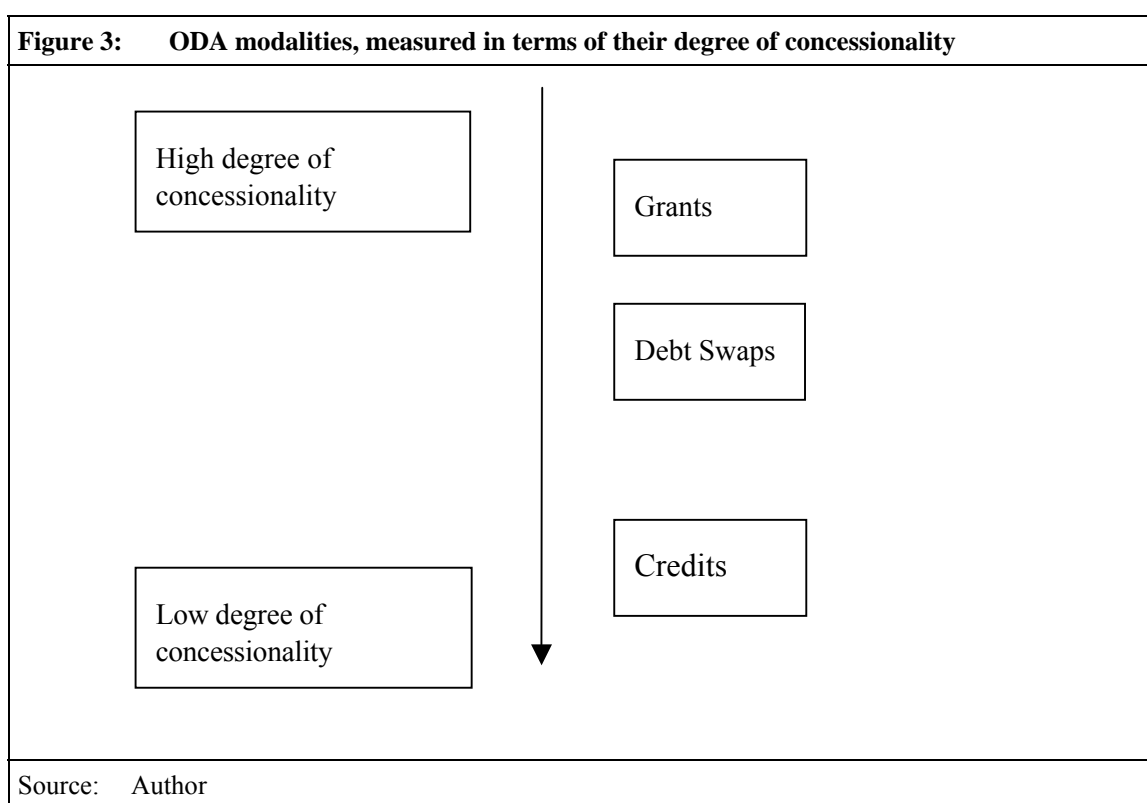 Figure 3: ODA modalities, measured in terms of their degree of concessionality
High degree of
concessionality
Grants
Debt Swaps
Credits
Low degree of
concessionality
Source: Author